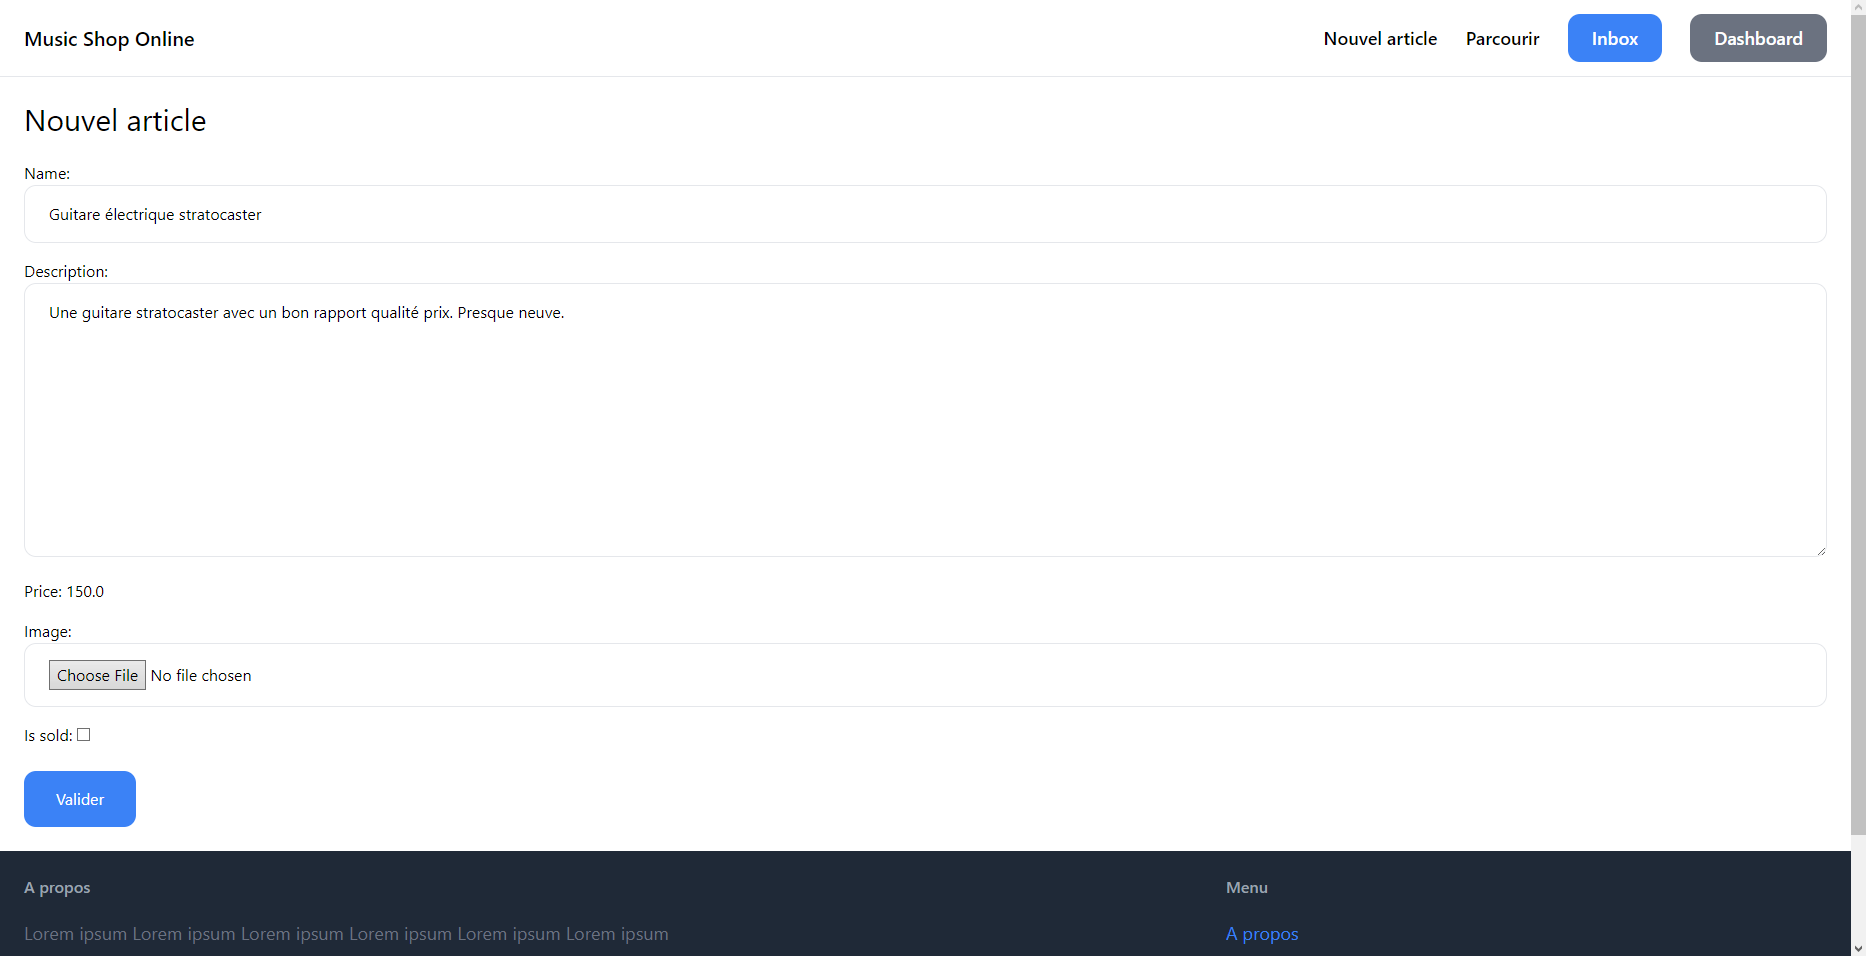 Music Shop Online
Nouvel article
Parcourir
Inbox
Dashboard
Nouvel article
Name:
Guitare électrique stratocaster
Description:
Une guitare stratocaster avec un bon rapport qualité prix. Presque neuve.
Price: 150.0
Image:
Choose File No file chosen
Is sold:
Valider
A propos
Lorem ipsum Lorem ipsum Lorem ipsum Lorem ipsum Lorem ipsum Lorem ipsum
Menu
A propos